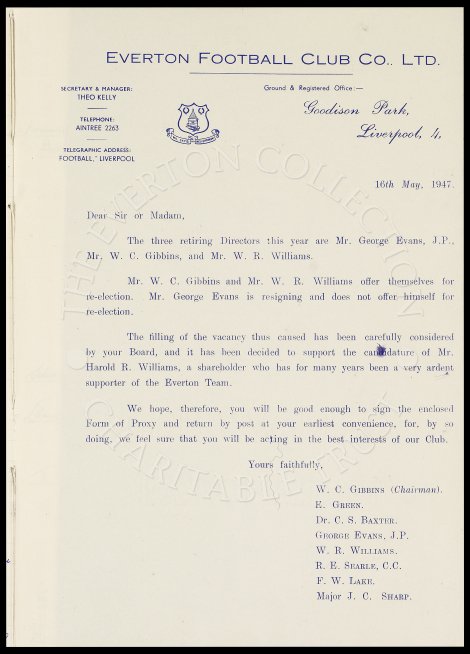 EVERTON FOOTBALL CLUB CO., LTD.
SECRETARY & MANAGER:
THEO KELLY
TELEPHONE:
AINTREE 2263
TELEGRAPHIC ADDRESS:
FOOTBALL," LIVERPOOL
Ground & Registered Office:—
Goodison Park,
Liverpool, 4.
16th May, 1947.
Dear Sir or Madam,
The three retiring Directors this year are Mr. George Evans, J.P.,
Mr. W. C. Gibbins, and Mr. W. R. Williams.
Mr. W. C. Gibbins and Mr. W. R. Williams offer themselves for
re-election. Mr. George Evans is resigning and does not offer himself for
re-election.
The filling of the vacancy thus caused has been carefully considered
by your Board, and it has been decided to support the candidature of Mr.
Harold R. Williams, a shareholder who has for many years been a very ardent
supporter of the Everton Team.
We hope, therefore, you will be good enough to sign the enclosed
Form of Proxy and return by post at your earliest convenience, for, by so
doing, we feel sure that you will be acting in the best interests of our Club.
Yours faithfully,
W. C. GIBBINS (Chairman).
E. GREEN.
Dr. C. S. BAXTER.
GEORGE EVANS, J.P.
W. R. WILLIAMS.
R. E. SEARLE, C.C.
F. W. LAKE.
Major J. C. SHARP.
THE EVERTON COLLECTION
CHARITABLE TRUST